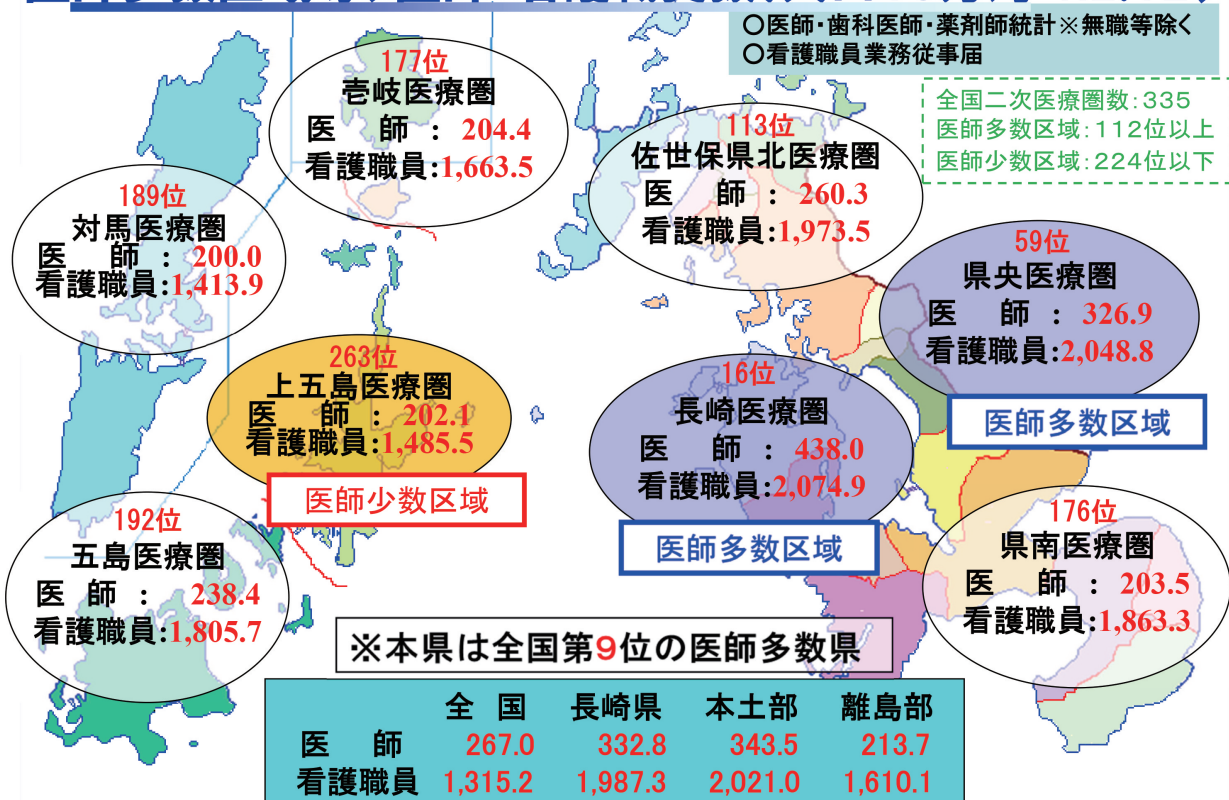 〇医師・歯科医師・薬剤師統計※無職等除く
〇看護職員業務従事届
全国二次医療圏数：335
医師多数区域：112位以上
医師少数区域：224位以下
177位
壱岐医療圏
医　師 : 204.4
看護職員:1,663.5
113位
佐世保県北医療圏
医　師 : 260.3
看護職員:1,973.5
189位
対馬医療圏
医　師 : 200.0
看護職員:1,413.9
59位
県央医療圏
医　師 : 326.9
看護職員:2,048.8
医師多数区域
263位
上五島医療圏
医　師 : 202.1
看護職員:1,485.5
医師少数区域
16位
長崎医療圏
医　師 : 438.0
看護職員:2,074.9
医師多数区域
192位
五島医療圏
医 師 : 238.4
看護職員:1,805.7
176位
県南医療圏
医　師 : 203.5
看護職員:1,863.3
※本県は全国第9位の医師多数県
全 国　長崎県　本土部　離島部
医　師　267.0　332.8　343.5　213.7
看護職員　1,315.2　1,987.3　2,021.0　1,610.1